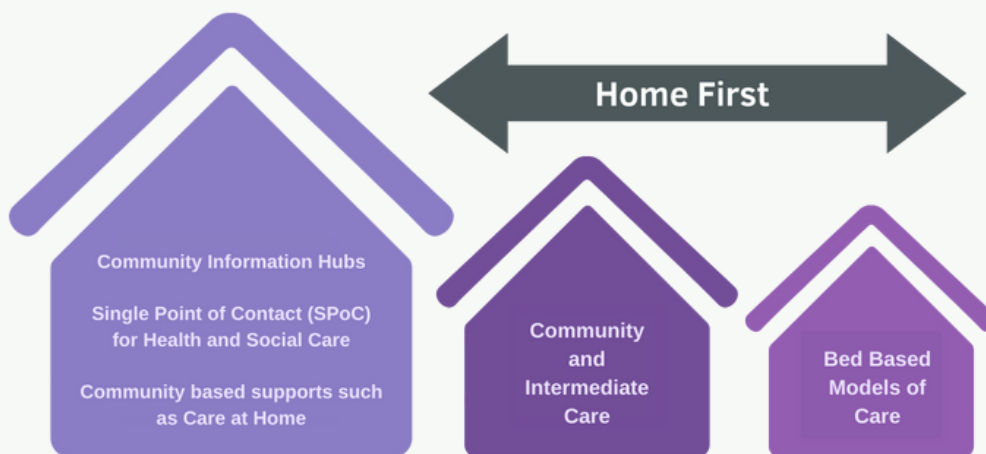 Home First
Community Information Hubs
Single Point of Contact (SPoC)
for Health and Social Care
Community based supports such
as Care at Home
Community
and
Intermediate
Care
Bed Based
Models of
Care